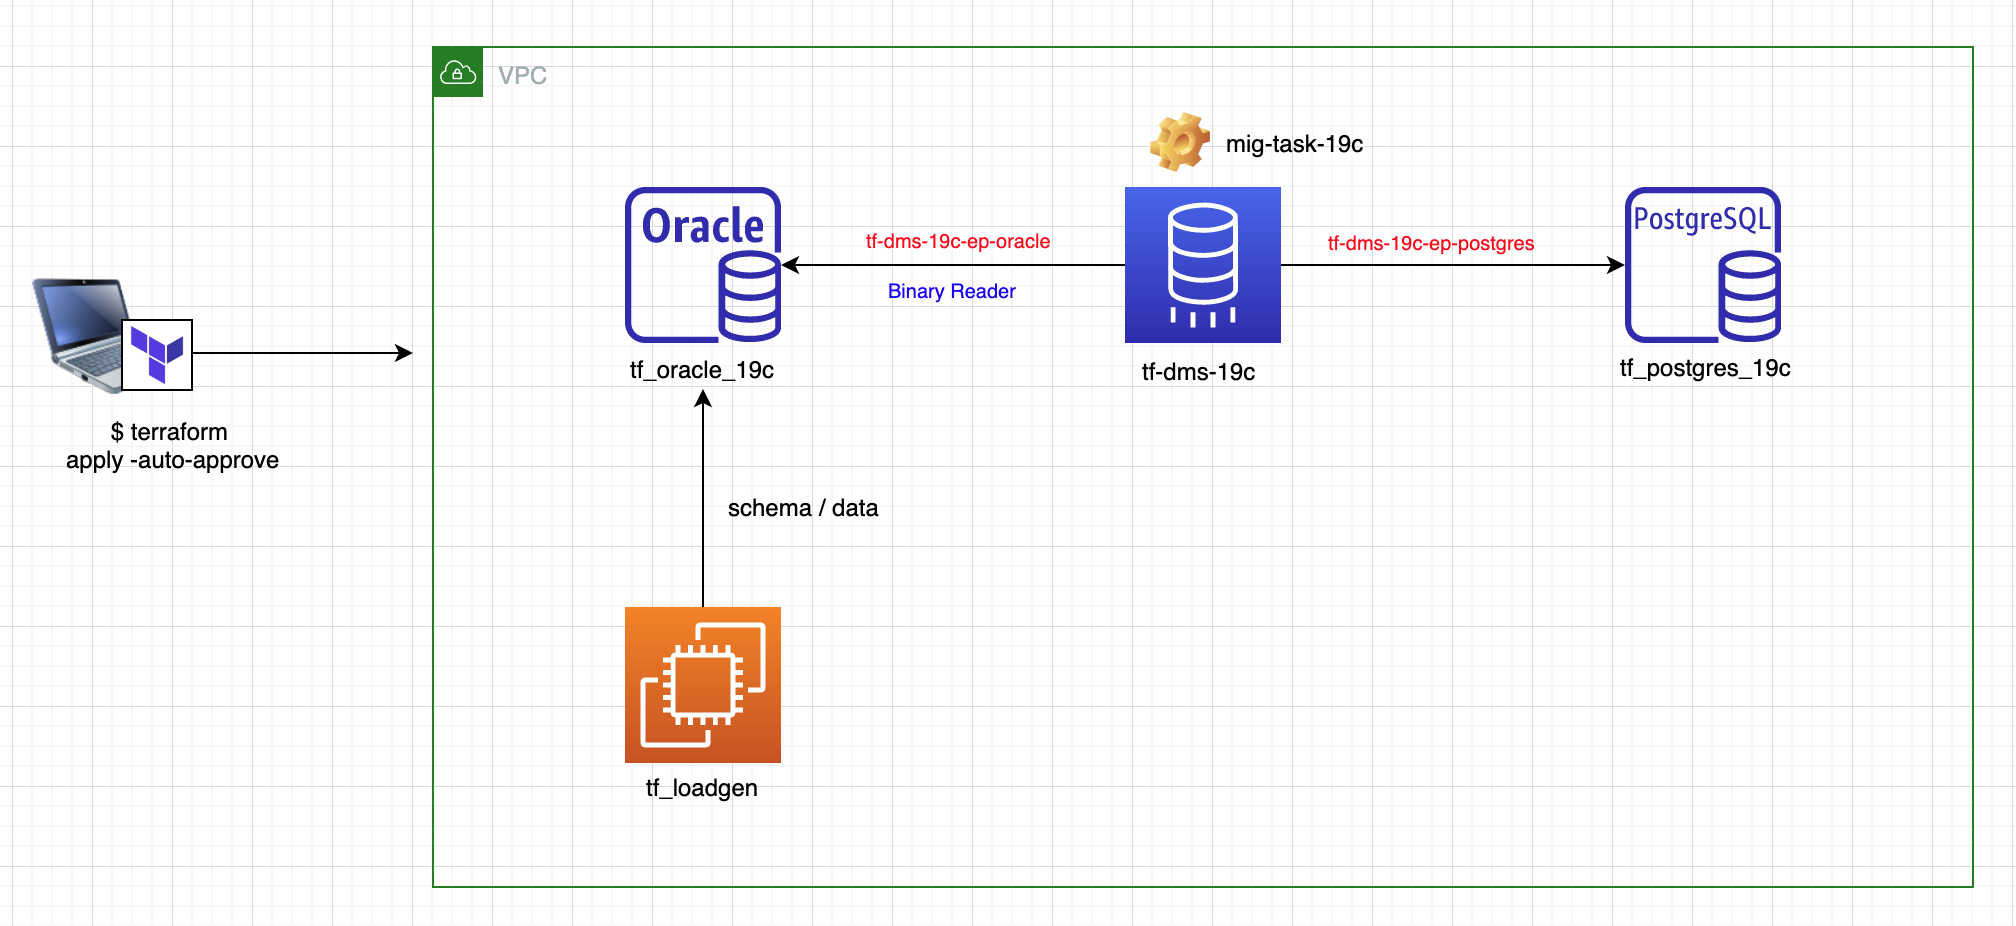 VPC
mig-task-19c
Oracle
PostgreSQL
tf-dms-19c-ep-oracle
tf-dms-19c-ep-postgres
Binary Reader
tf_oracle_19c
tf-dms-19c
tf_postgres_19c
$ terraform
apply -auto-approve
schema / data
tf_loadgen